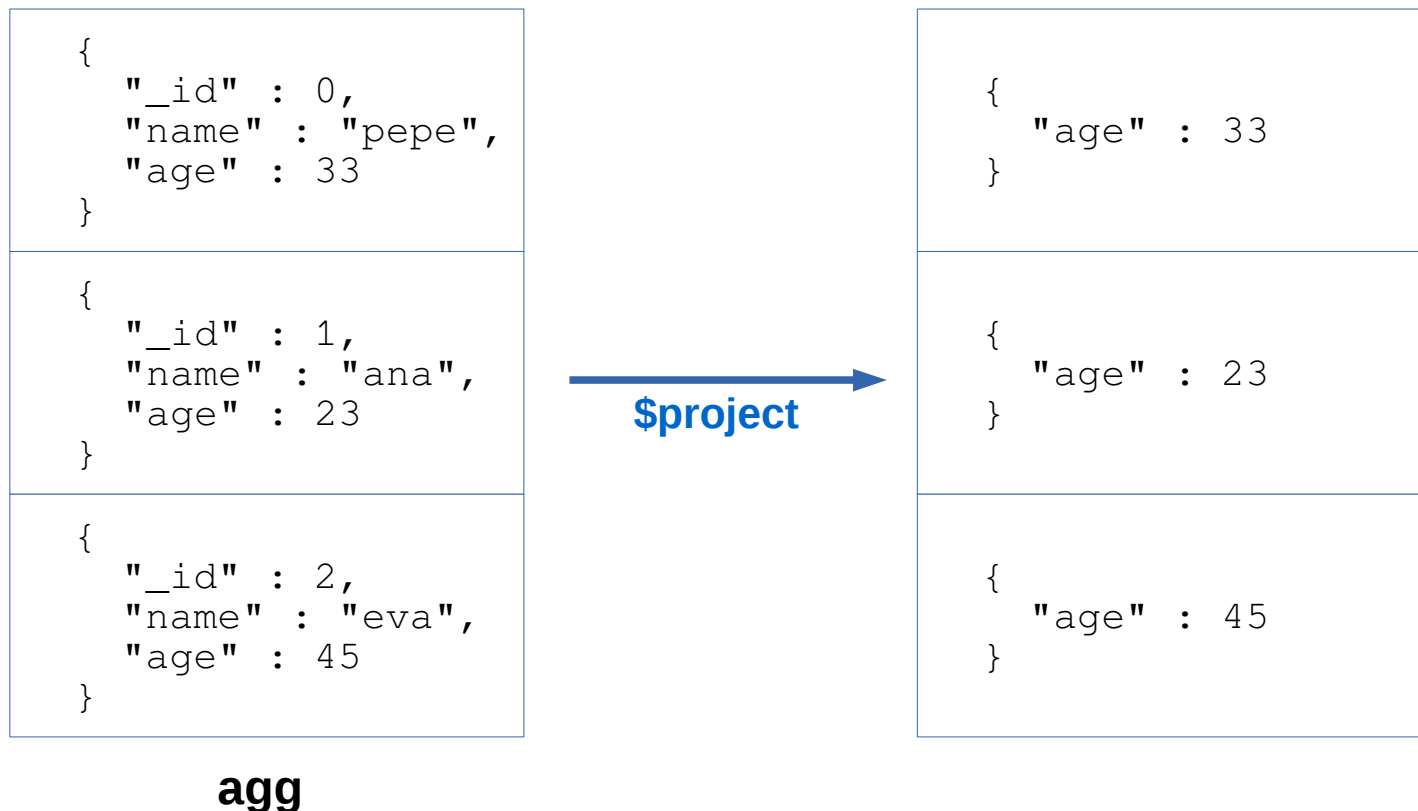 {
"_id" : 0,
"name" : "pepe",
"age" : 33
}
{
"_id" : 1,
"name" : "ana",
"age" : 23
}
{
"_id" : 2,
"name" : "eva",
"age" : 45
}
agg
$project
{
"age" : 33
}
{
"age" : 23
}
{
"age" : 45
}